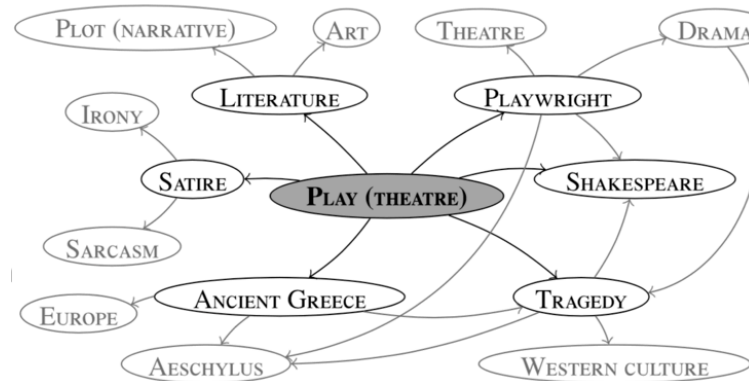 PLOT (NARRATIVE)
ART
THEATRE
DRAMA
LITERATURE
PLAYWRIGHT
IRONY
SATIRE
PLAY (THEATRE)
SHAKESPEARE
SARCASM
ANCIENT GREECE
TRAGEDY
EUROPE
AESCHYLUS
WESTERN CULTURE